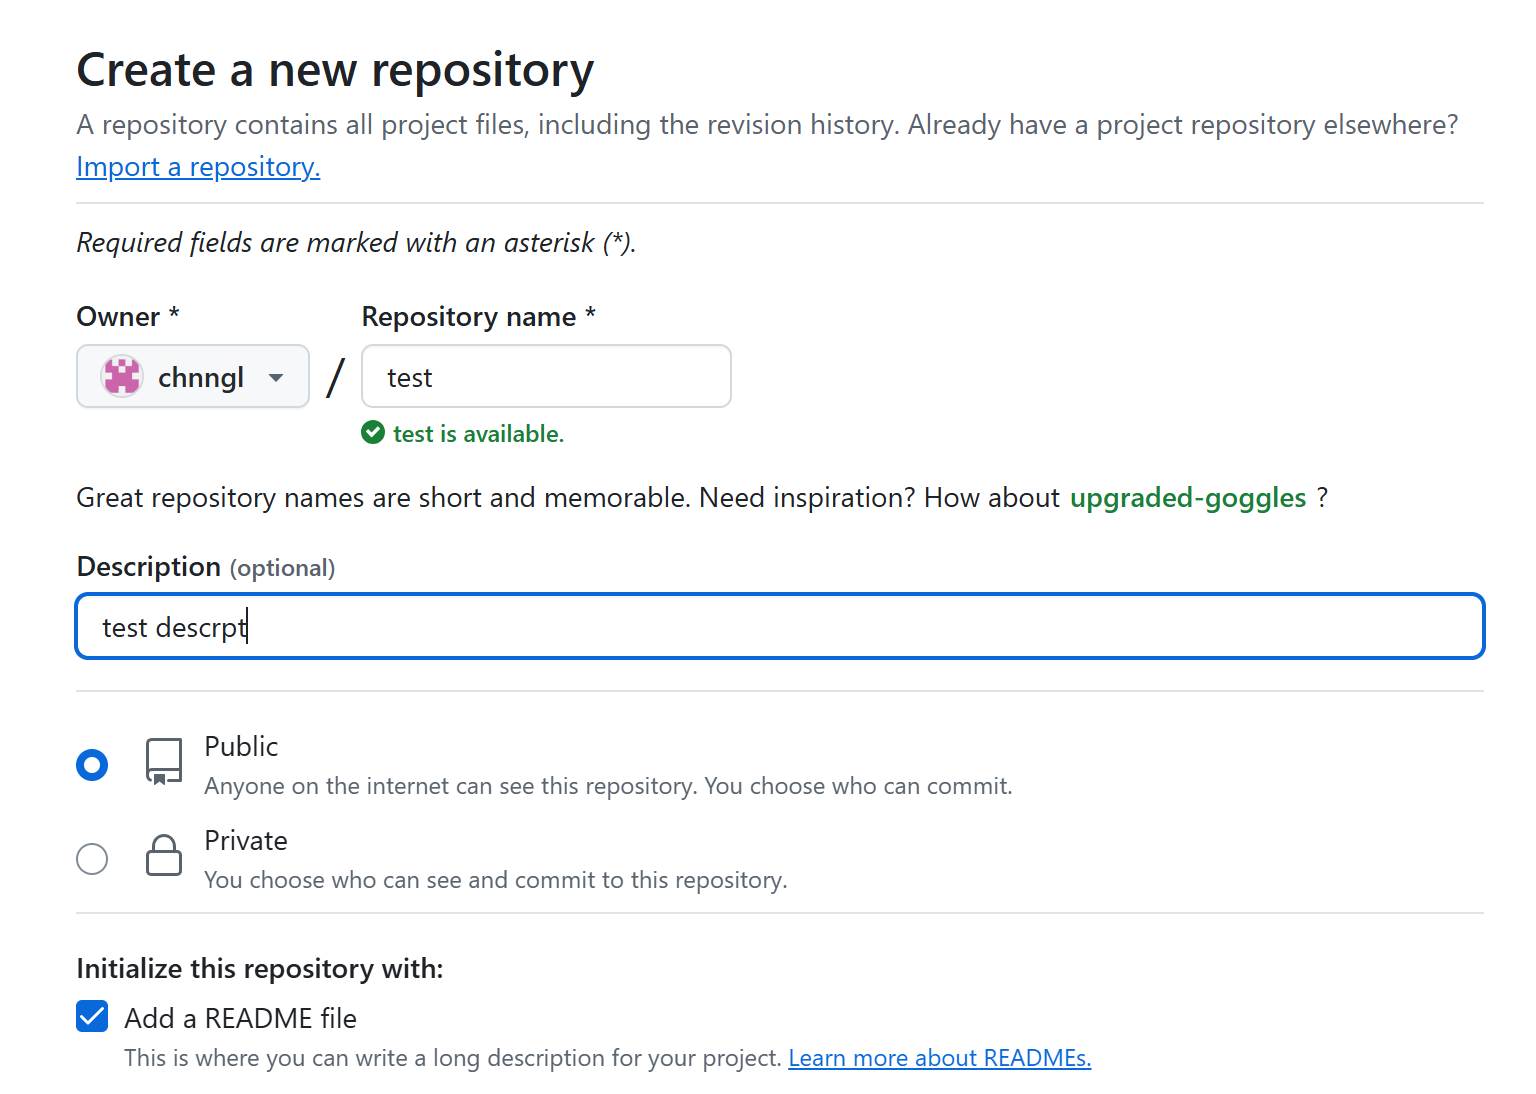 Create a new repository
A repository contains all project files, including the revision history. Already have a project repository elsewhere?
Import a repository.
Required fields are marked with an asterisk (*).
Owner *
Repository name *
chnngl
/
test
test is available.
Great repository names are short and memorable. Need inspiration? How about upgraded-goggles ?
Description (optional)
test descrpt
Public
Anyone on the internet can see this repository. You choose who can commit.
Private
You choose who can see and commit to this repository.
Initialize this repository with:
Add a README file
This is where you can write a long description for your project. Learn more about READMEs.